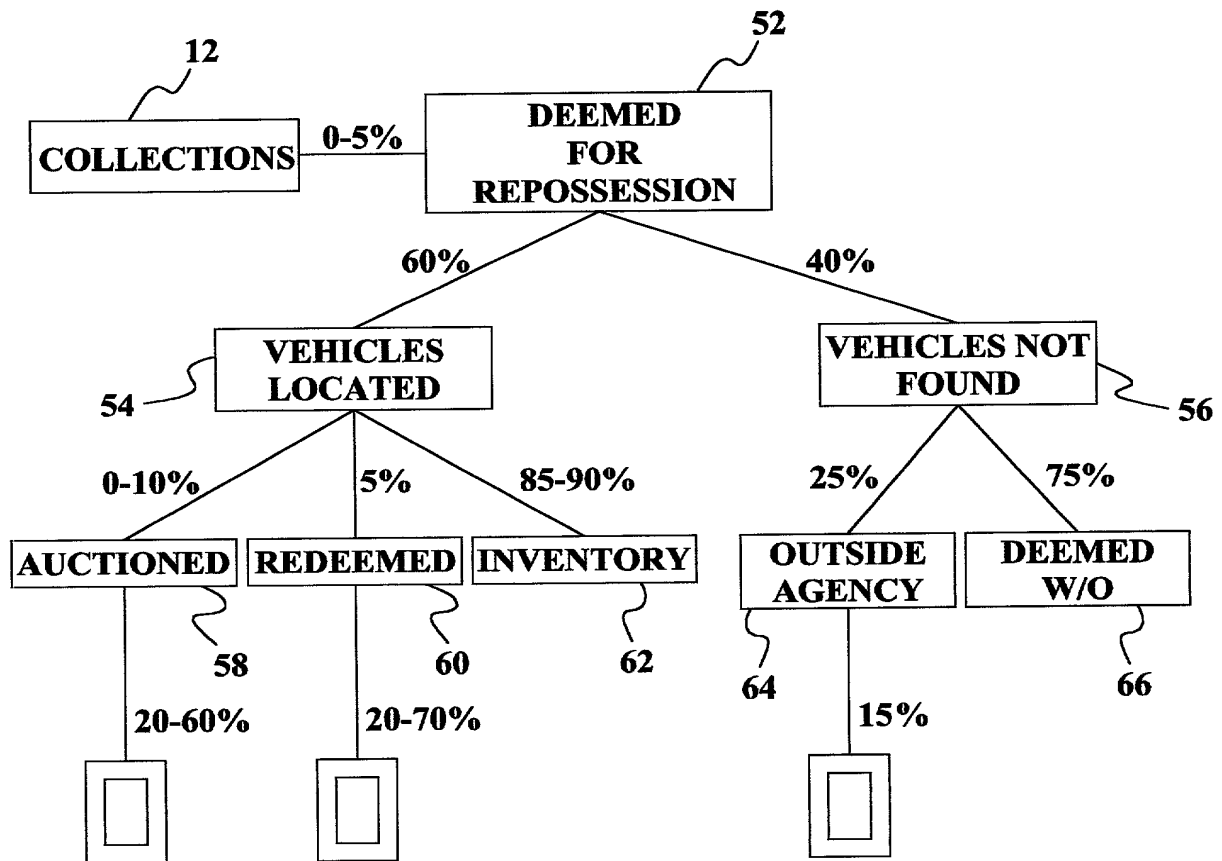 12
52
COLLECTIONS
0-5%
DEEMED
FOR
REPOSSESSION
60%
40%
VEHICLES
LOCATED
54
VEHICLES NOT
FOUND
56
0-10%
5%
85-90%
25%
75%
AUCTIONED
REDEEMED
INVENTORY
OUTSIDE
AGENCY
DEEMED
W/O
58
60
62
64
66
20-60%
20-70%
15%